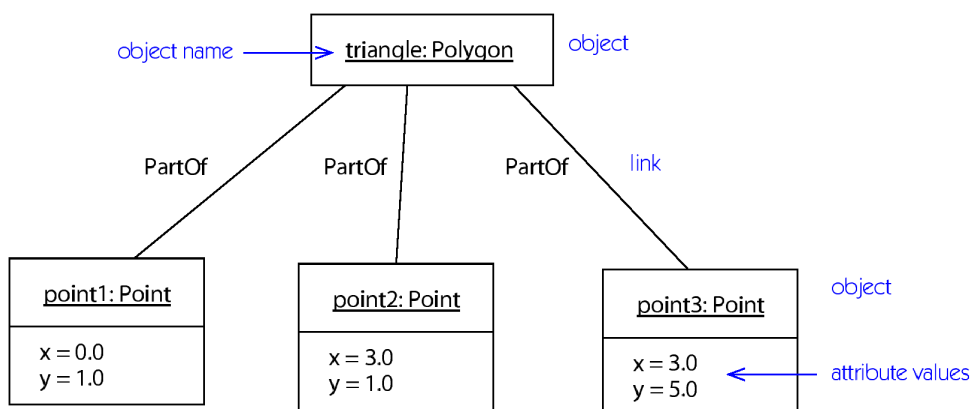 object name
triangle: Polygon
object
PartOf
PartOf
PartOf
link
point1: Point
x = 0.0
y = 1.0
point2: Point
x = 3.0
y = 1.0
point3: Point
x = 3.0
y = 5.0
object
attribute values